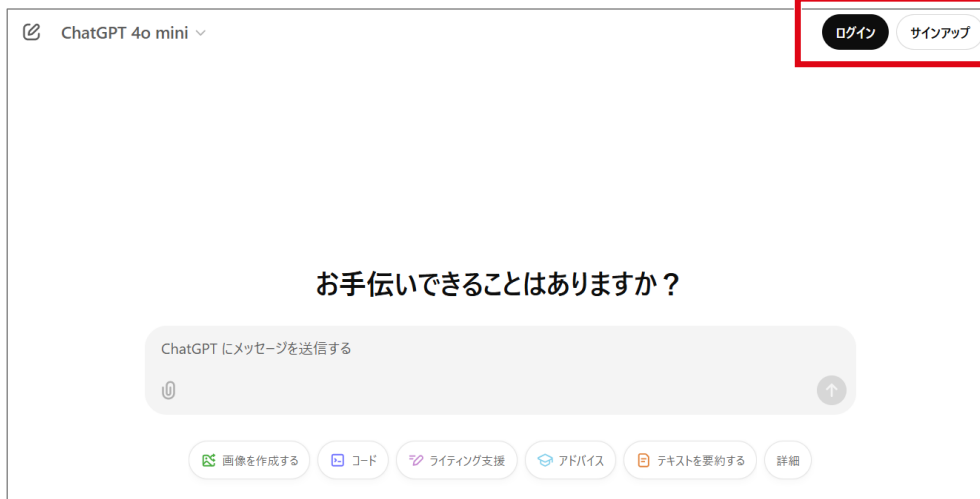 ChatGPT 4o mini
ログイン
サインアップ
お手伝いできることはありますか？
ChatGPT にメッセージを送信する
画像を作成する
コード
ライティング支援
アドバイス
テキストを要約する
詳細